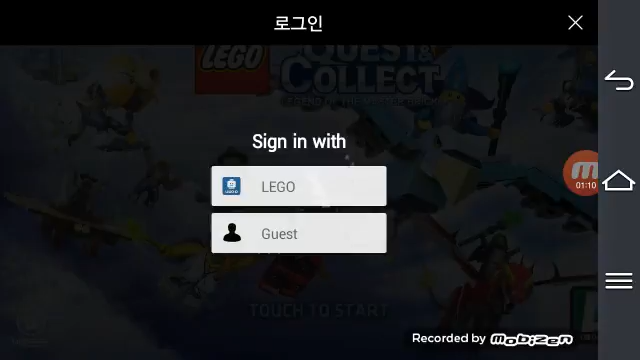 로그인
LEGO
QUEST &
COLLECT
Sign in with
LEGO
Guest
01:10
TOUCH TO START
Recorded by Mobizen